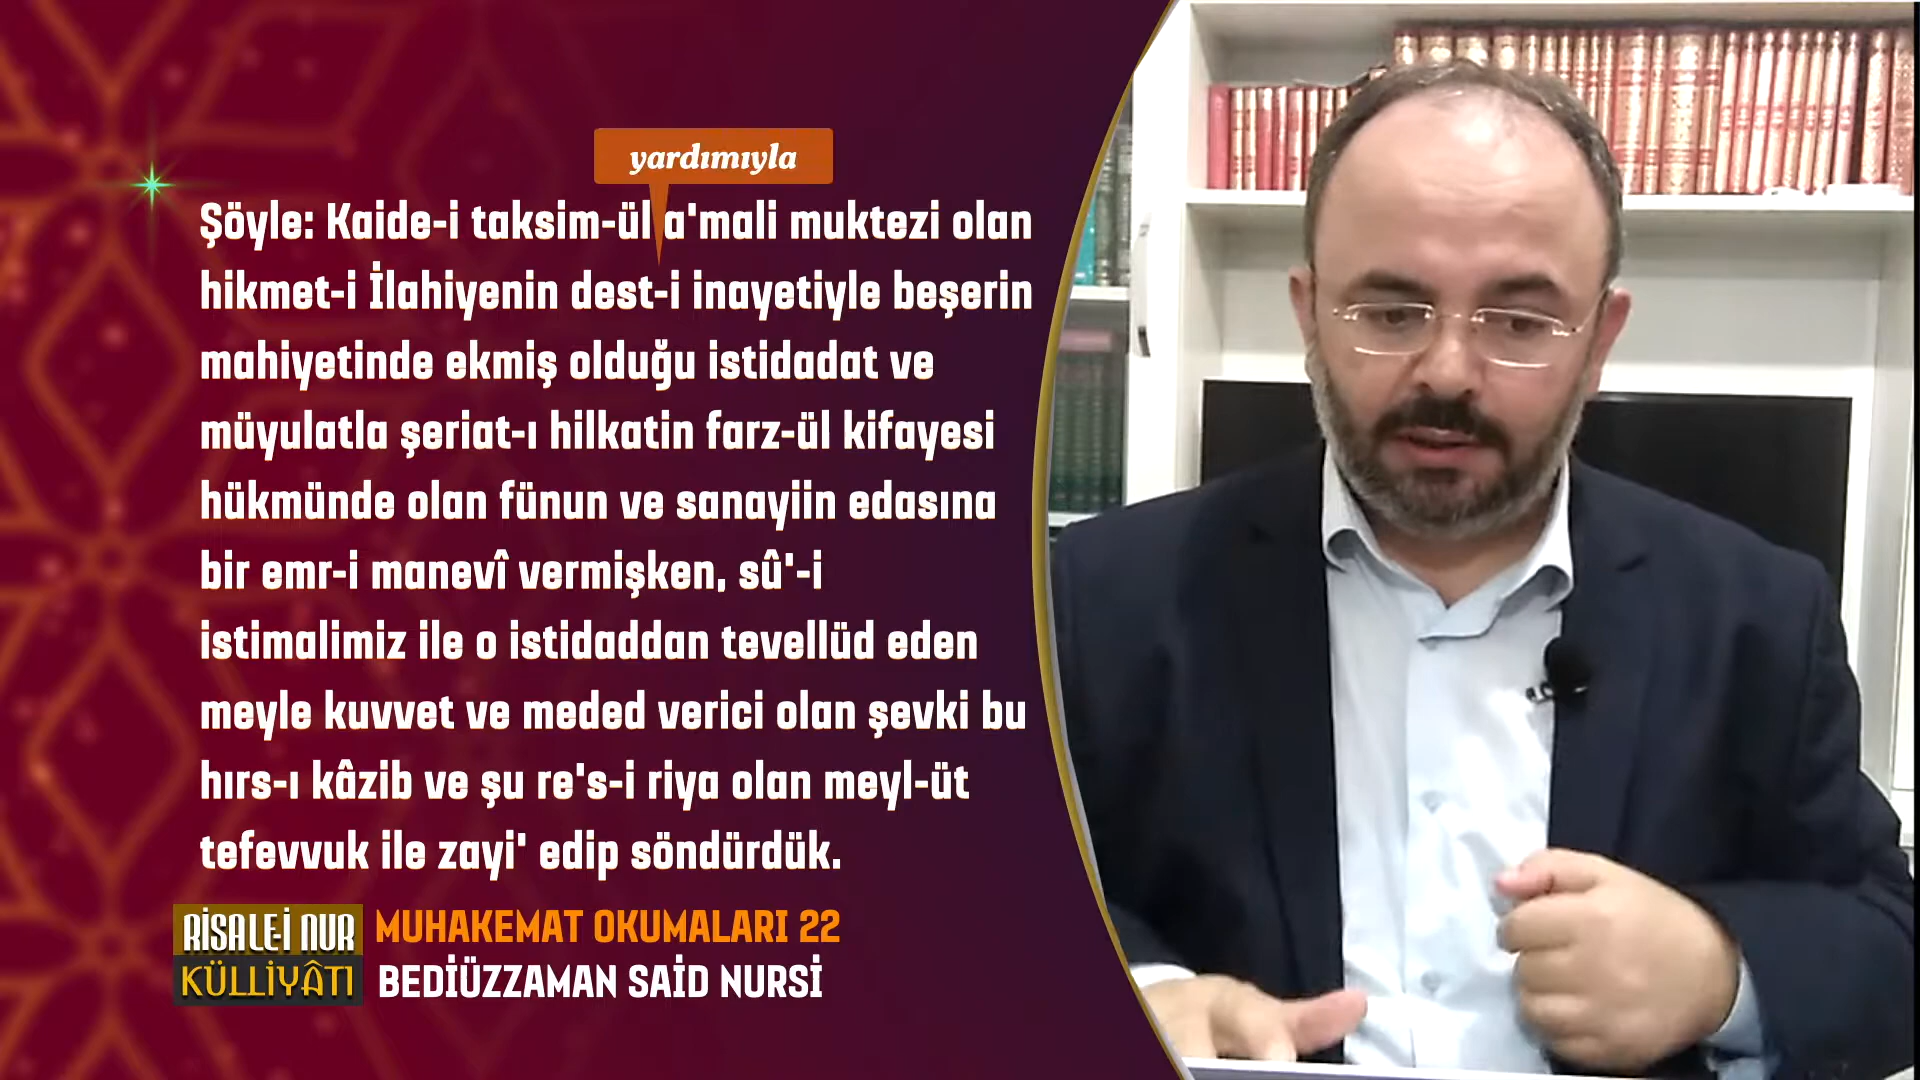 yardımıyla
Şöyle: Kaide-i taksim-ül a'mali muktezi olan
hikmet-i İlahiyenin dest-i inayetiyle beşerin
mahiyetinde ekmiş olduğu istidadat ve
müyulatla şeriat-ı hilkatin farz-ül kifayesi
hükmünde olan fünun ve sanayiin edasına
bir emr-i manevî vermişken, sû'-i
istimalimiz ile o istidaddan tevellüd eden
meyle kuvvet ve meded verici olan şevki bu
hırs-ı kâzib ve şu re's-i riya olan meyl-üt
tefevvuk ile zayi' edip söndürdük.
RİSALE-İ NUR
KÜLLİYÂTI
MUHAKEMAT OKUMALARI 22
BEDİÜZZAMAN SAİD NURSİ